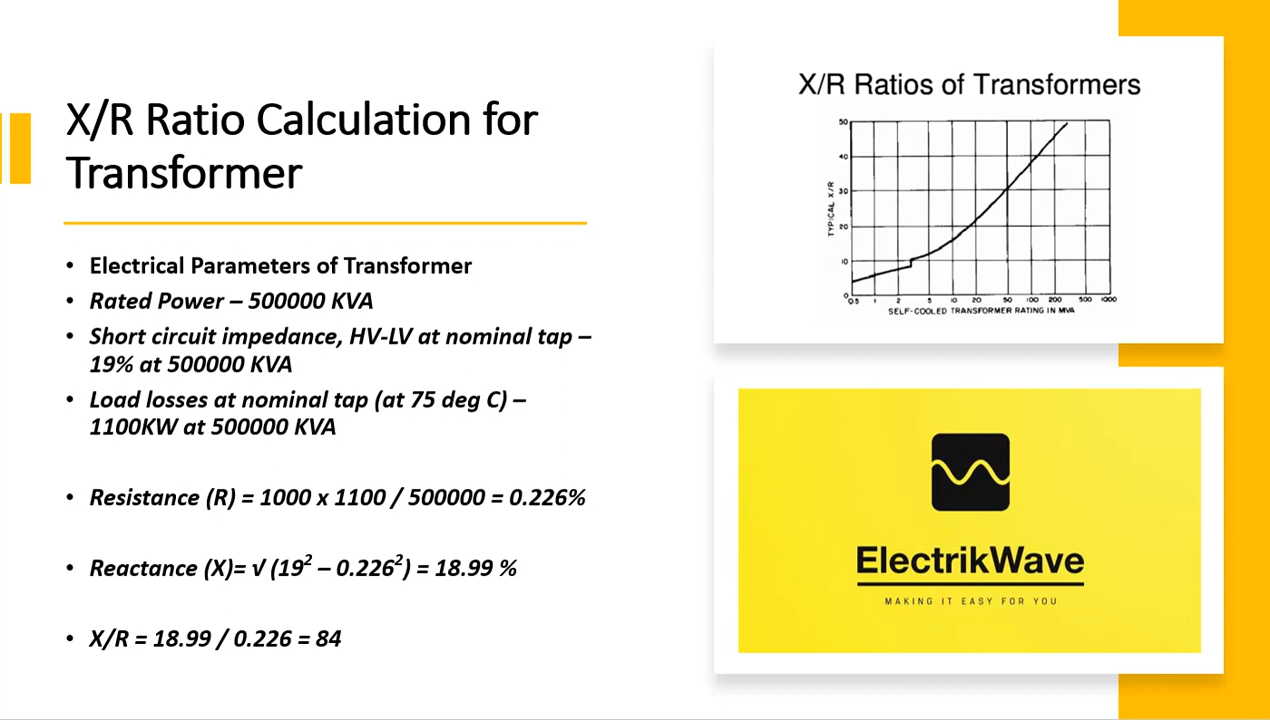 X/R Ratio Calculation for
Transformer
• Electrical Parameters of Transformer
• Rated Power – 500000 KVA
• Short circuit impedance, HV-LV at nominal tap –
19% at 500000 KVA
• Load losses at nominal tap (at 75 deg C) –
1100KW at 500000 KVA
• Resistance (R) = 1000 x 1100 / 500000 = 0.226%
• Reactance (X)= √ (19² – 0.226²) = 18.99 %
• X/R = 18.99 / 0.226 = 84
X/R Ratios of Transformers
TYPICAL X/R
50
40
30
20
10
0
0.5 1 2 5 10 20 50 100 200 500 1000
SELF-COOLED TRANSFORMER RATING IN MVA
ElectrikWave
MAKING IT EASY FOR YOU